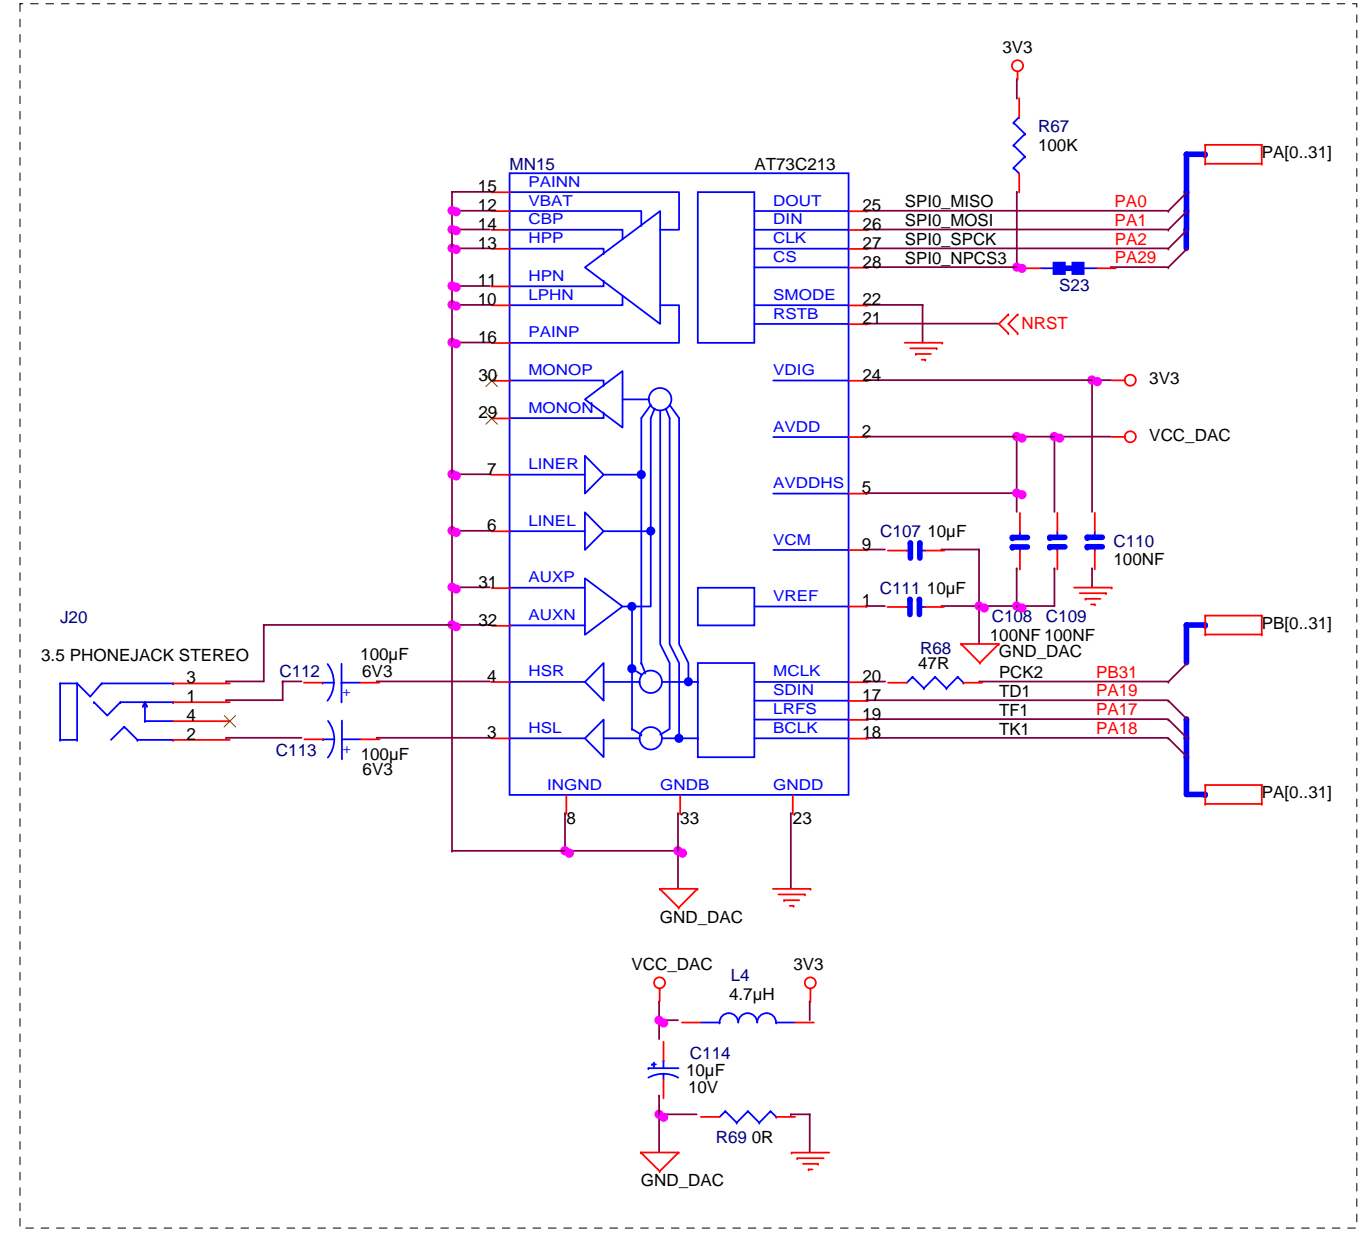 3V3
R67
100K
PA[0..31]
MN15
AT73C213
15 PAINN
12 VBAT
14 CBP
13 HPP
11 HPN
10 LPHN
16 PAINP
30 MONOP
29 MONON
7 LINER
6 LINEL
31 AUXP
32 AUXN
4 HSR
3 HSL
DOUT 25 SPI0_MISO PA0
DIN 26 SPI0_MOSI PA1
CLK 27 SPI0_SPCK PA2
CS 28 SPI0_NPCS3 PA29
S23
SMODE 22
RSTB 21 NRST
VDIG 24 3V3
AVDD 2 VCC_DAC
AVDDHS 5
VCM 9 C107 10µF
C110
100NF
VREF 1 C111 10µF
C108 C109
100NF 100NF
GND_DAC
PB[0..31]
R68
47R
MCLK 20 PCK2 PB31
SDIN 17 TD1 PA19
LRFS 19 TF1 PA17
BCLK 18 TK1 PA18
PA[0..31]
J20
3.5 PHONEJACK STEREO
3
1
4
2
C112 100µF
6V3
+
C113 100µF
6V3
+
INGND GNDB GNDD
8 33 23
GND_DAC
VCC_DAC L4 3V3
4.7µH
C114
10µF
10V
+
R69 0R
GND_DAC